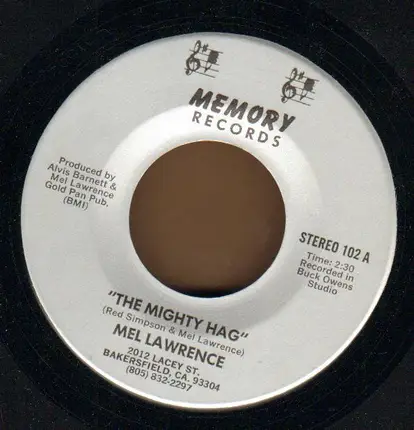 MEMORY
RECORDS
Produced by
Alvis Barnett &
Mel Lawrence
Gold Pan Pub.
(BMI)
STEREO 102 A
Time: 2:30
Recorded in
Buck Owens
Studio
"THE MIGHTY HAG"
(Red Simpson & Mel Lawrence)
MEL LAWRENCE
2012 LACEY ST.
BAKERSFIELD, CA. 93304
(805) 832-2297